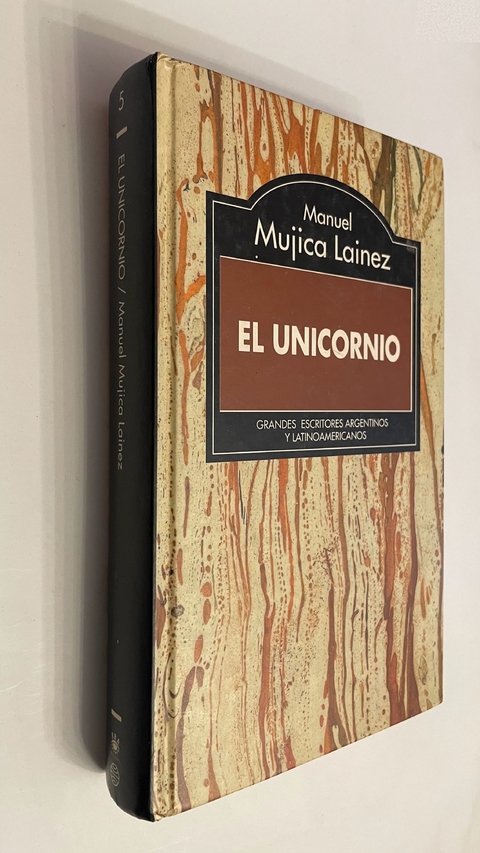 5
EL UNICORNIO / Manuel Mujica Lainez
Manuel
Mujica Lainez
EL UNICORNIO
GRANDES ESCRITORES ARGENTINOS
Y LATINOAMERICANOS